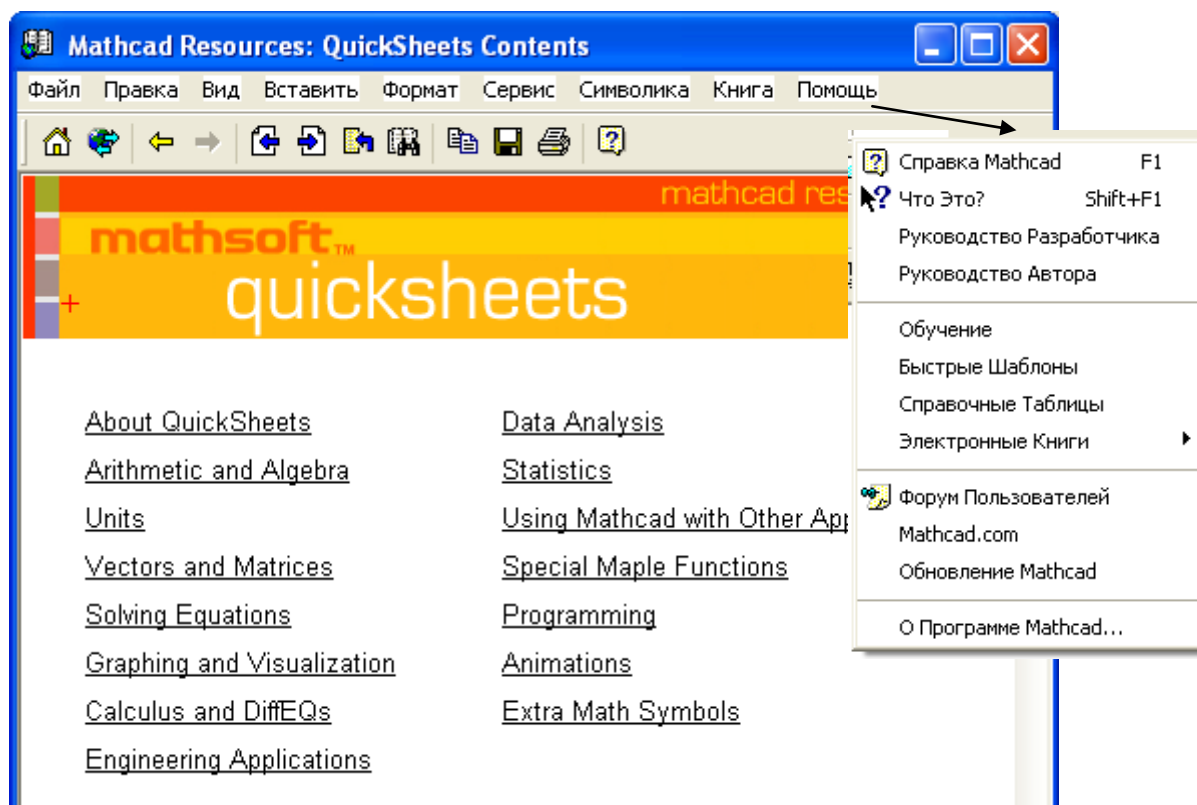 Mathcad Resources: QuickSheets Contents
Файл Правка Вид Вставить Формат Сервис Символика Книга Помощь
mathcad res
mathsoft™
quicksheets
About QuickSheets
Arithmetic and Algebra
Units
Vectors and Matrices
Solving Equations
Graphing and Visualization
Calculus and DiffEQs
Engineering Applications
Data Analysis
Statistics
Using Mathcad with Other App
Special Maple Functions
Programming
Animations
Extra Math Symbols
Справка Mathcad F1
Что Это? Shift+F1
Руководство Разработчика
Руководство Автора
Обучение
Быстрые Шаблоны
Справочные Таблицы
Электронные Книги
Форум Пользователей
Mathcad.com
Обновление Mathcad
О Программе Mathcad...